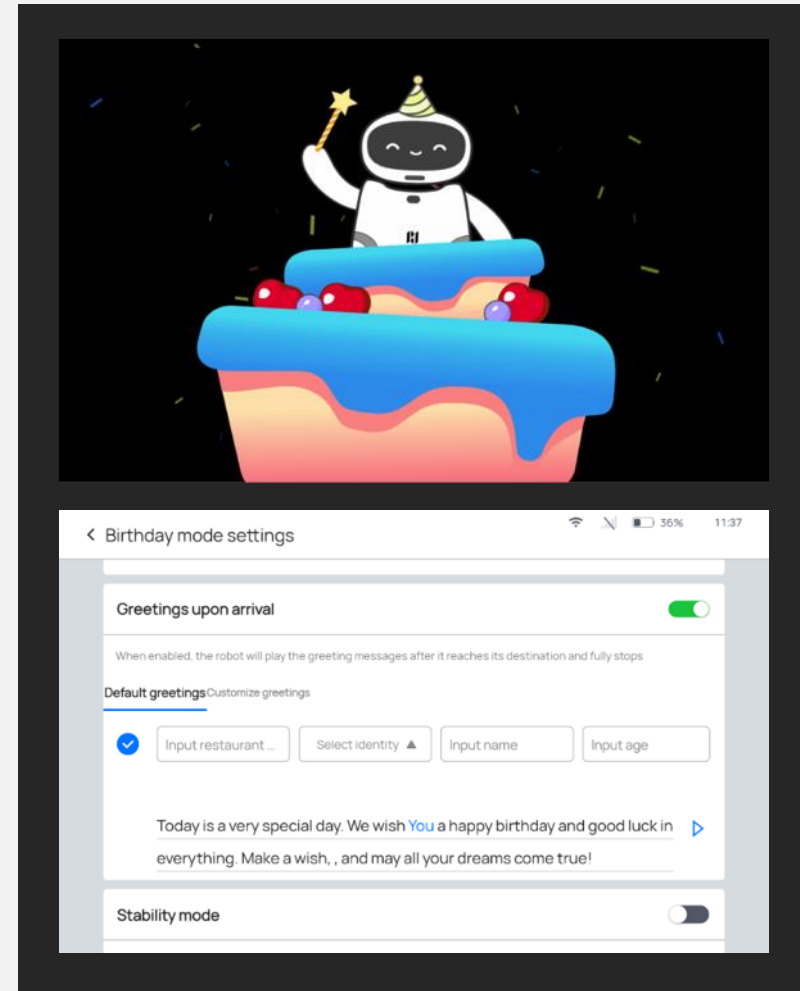 Birthday mode settings
36%
11:37
Greetings upon arrival
When enabled, the robot will play the greeting messages after it reaches its destination and fully stops
Default greetings Customize greetings
Input restaurant ... Select identity ▲ Input name Input age
Today is a very special day. We wish You a happy birthday and good luck in
everything. Make a wish, , and may all your dreams come true!
Stability mode